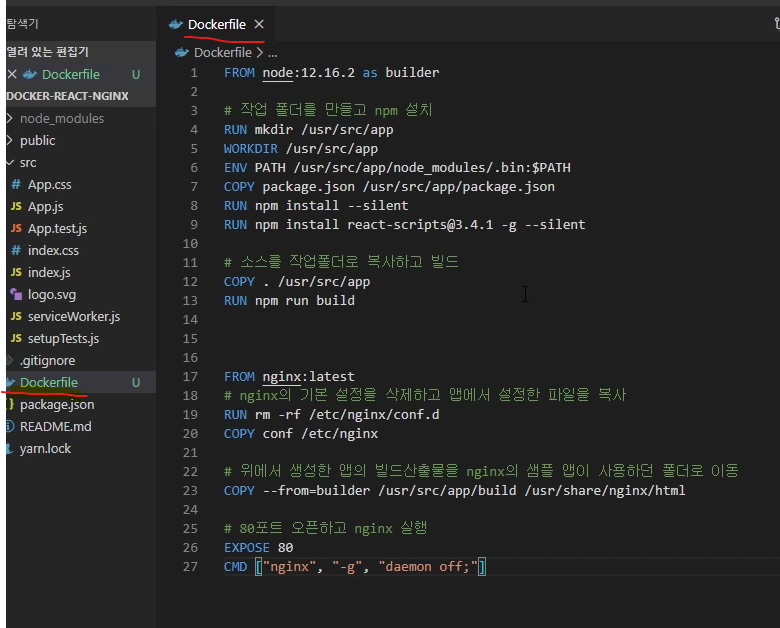 탐색기
열려 있는 편집기
Dockerfile U
DOCKER-REACT-NGINX
node_modules
public
src
# App.css
JS App.js
JS App.test.js
# index.css
JS index.js
logo.svg
JS serviceWorker.js
JS setupTests.js
.gitignore
Dockerfile U
package.json
README.md
yarn.lock
Dockerfile
Dockerfile > ...
1 FROM node:12.16.2 as builder
2
3 # 작업 폴더를 만들고 npm 설치
4 RUN mkdir /usr/src/app
5 WORKDIR /usr/src/app
6 ENV PATH /usr/src/app/node_modules/.bin:$PATH
7 COPY package.json /usr/src/app/package.json
8 RUN npm install --silent
9 RUN npm install react-scripts@3.4.1 -g --silent
10
11 # 소스를 작업폴더로 복사하고 빌드
12 COPY . /usr/src/app
13 RUN npm run build
14
15
16
17 FROM nginx:latest
18 # nginx의 기본 설정을 삭제하고 앱에서 설정한 파일을 복사
19 RUN rm -rf /etc/nginx/conf.d
20 COPY conf /etc/nginx
21
22 # 위에서 생성한 앱의 빌드산출물을 nginx의 샘플 앱이 사용하던 폴더로 이동
23 COPY --from=builder /usr/src/app/build /usr/share/nginx/html
24
25 # 80포트 오픈하고 nginx 실행
26 EXPOSE 80
27 CMD ["nginx", "-g", "daemon off;"]